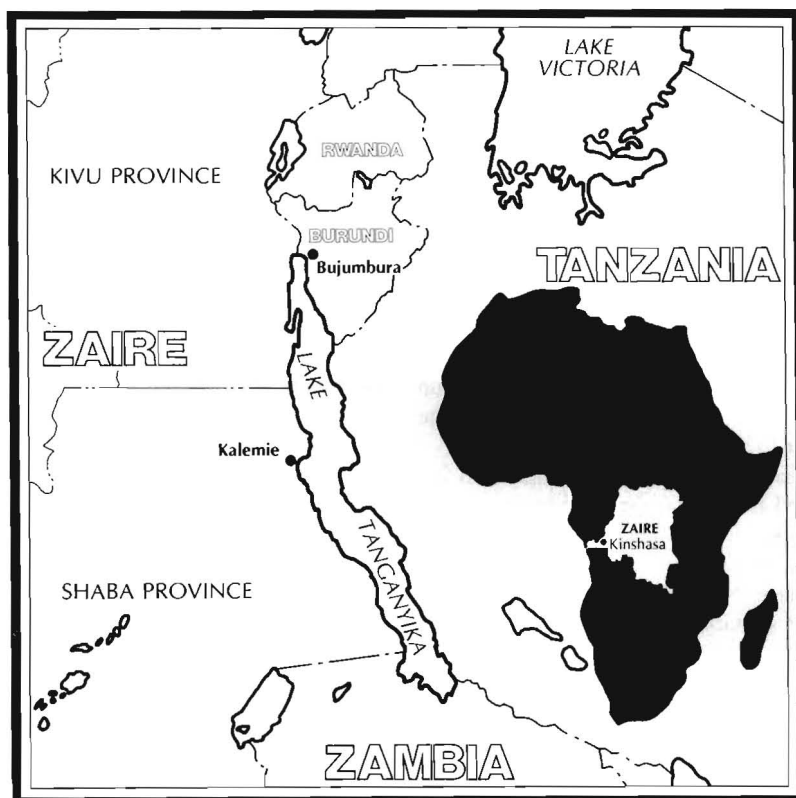 LAKE
VICTORIA
RWANDA
KIVU PROVINCE
BURUNDI
Bujumbura
TANZANIA
ZAIRE
LAKE
Kalemie
TANGANYIKA
ZAIRE
Kinshasa
SHABA PROVINCE
ZAMBIA